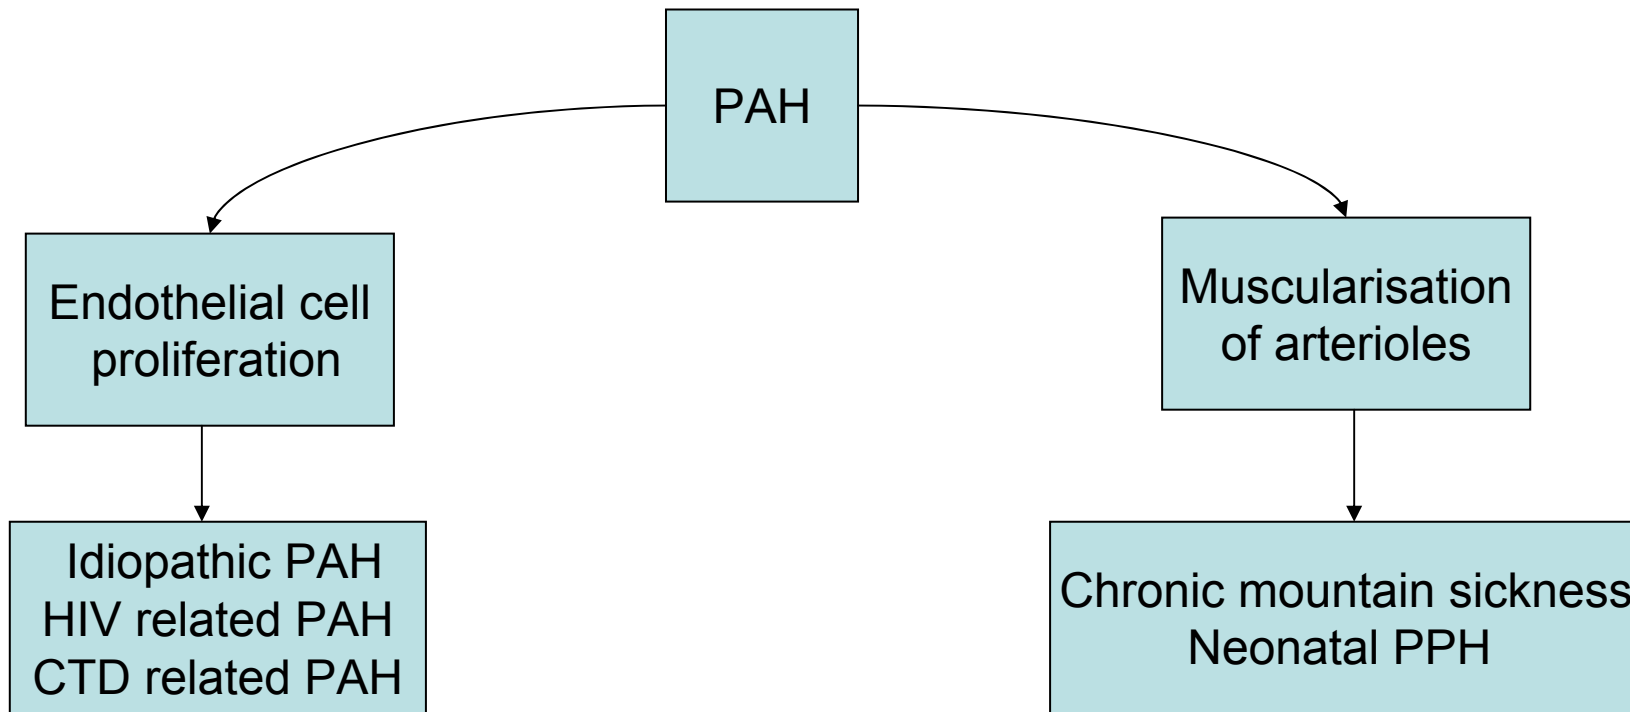 PAH
Endothelial cell
proliferation
Muscularisation
of arterioles
Idiopathic PAH
HIV related PAH
CTD related PAH
Chronic mountain sickness
Neonatal PPH